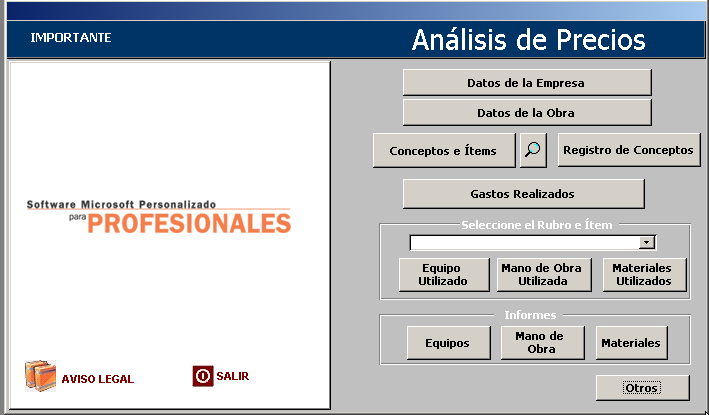 IMPORTANTE
Análisis de Precios
Software Microsoft Personalizado
para PROFESIONALES
AVISO LEGAL
SALIR
Datos de la Empresa
Datos de la Obra
Conceptos e Ítems
Registro de Conceptos
Gastos Realizados
Seleccione el Rubro e Ítem
Equipo
Utilizado
Mano de Obra
Utilizada
Materiales
Utilizados
Informes
Equipos
Mano de
Obra
Materiales
Otros